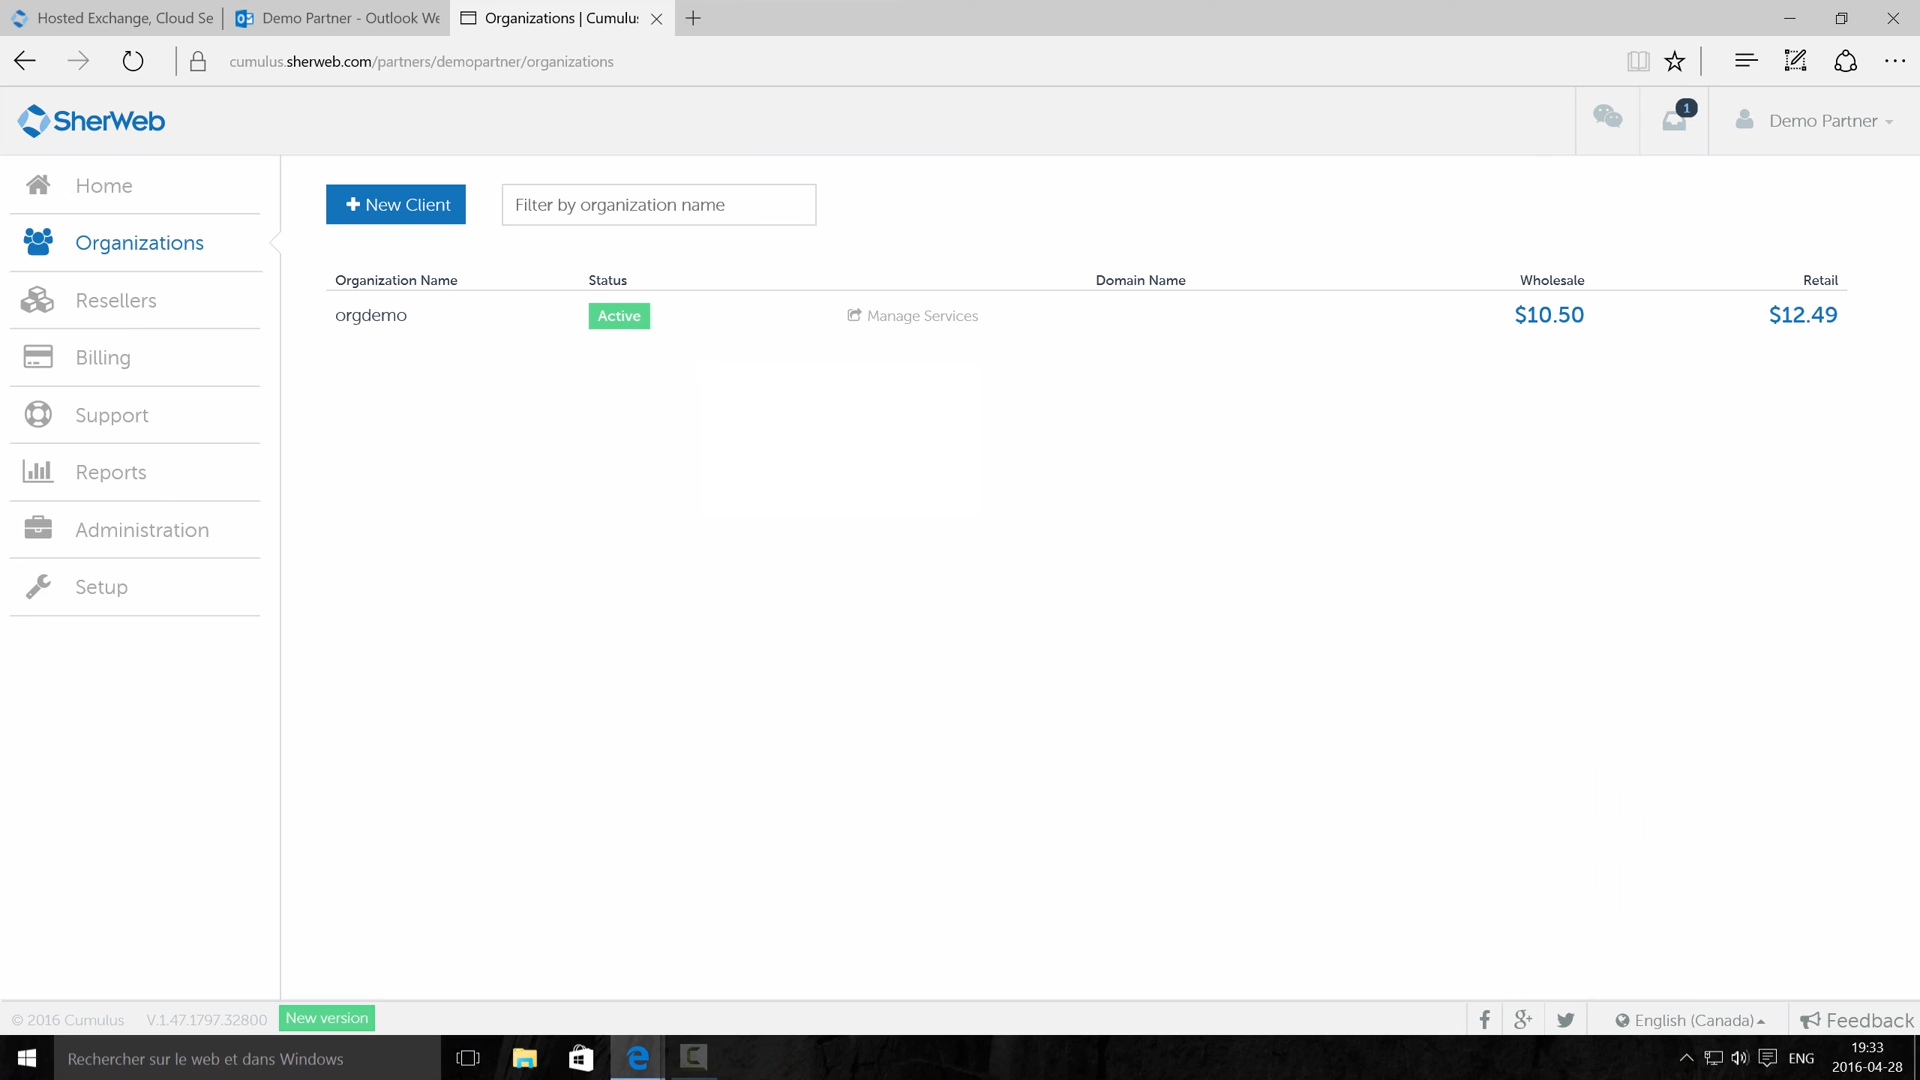 Hosted Exchange, Cloud Se
Demo Partner - Outlook We
Organizations | Cumulus
cumulus.sherweb.com/partners/demopartner/organizations
SherWeb
1
Demo Partner
Home
Organizations
Resellers
Billing
Support
Reports
Administration
Setup
New Client
Filter by organization name
Organization Name Status Domain Name Wholesale Retail
orgdemo Active Manage Services $10.50 $12.49
© 2016 Cumulus V.1.47.1797.32800 New version
English (Canada)
Feedback
Rechercher sur le web et dans Windows
ENG
19:33
2016-04-28